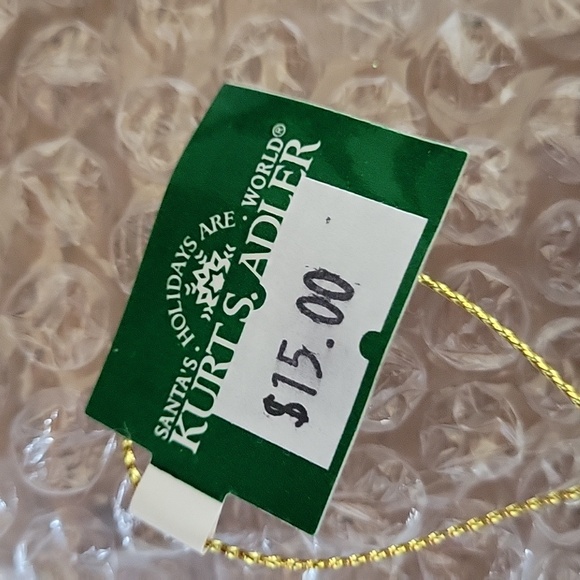 HOLIDAYS ARE
SANTA'S · · WORLD®
KURT S. ADLER
$15.00